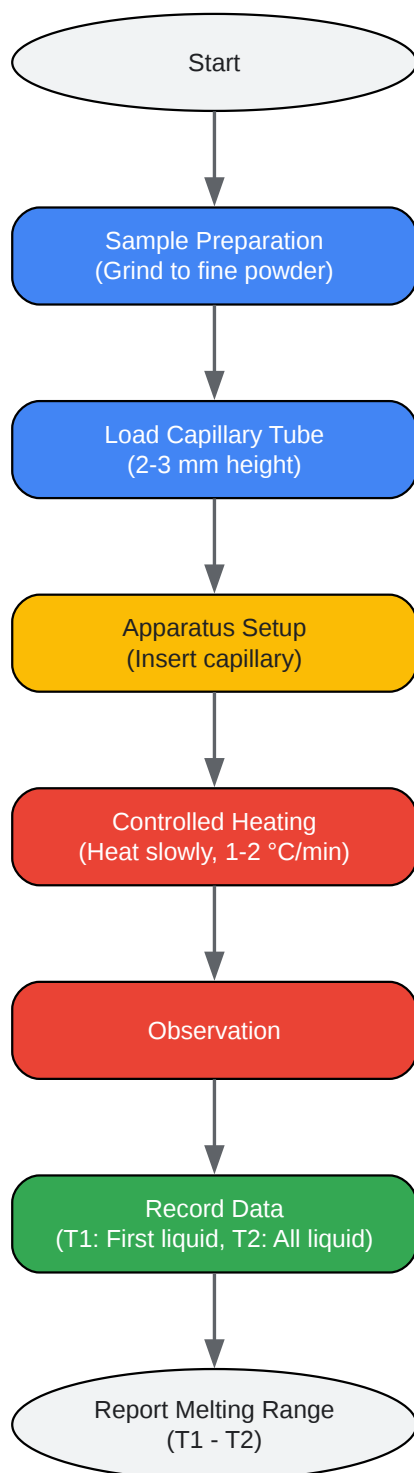 Start
Sample Preparation
(Grind to fine powder)
Load Capillary Tube
(2-3 mm height)
Apparatus Setup
(Insert capillary)
Controlled Heating
(Heat slowly, 1-2 °C/min)
Observation
Record Data
(T1: First liquid, T2: All liquid)
Report Melting Range
(T1 - T2)